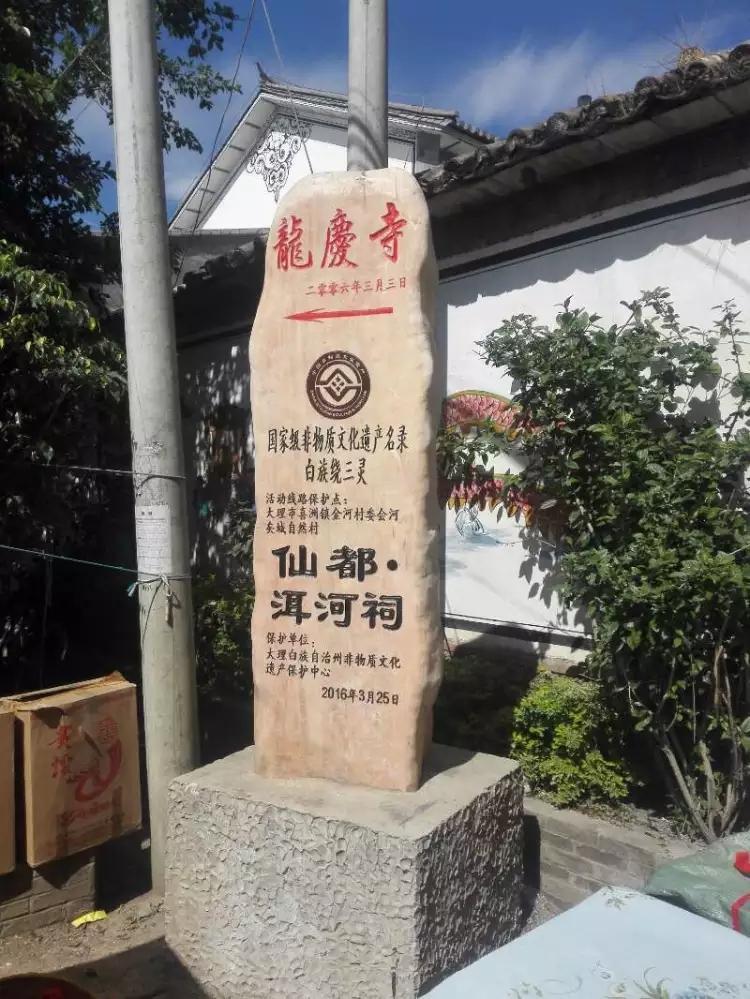 龍慶寺
二零零六年三月三日
国家级非物质文化遗产名录
白族绕三灵
活动线路保护点：
大理市喜洲镇金河村委会河
矣城自然村
仙都·
洱河祠
保护单位：
大理白族自治州非物质文化
遗产保护中心
2016年3月25日